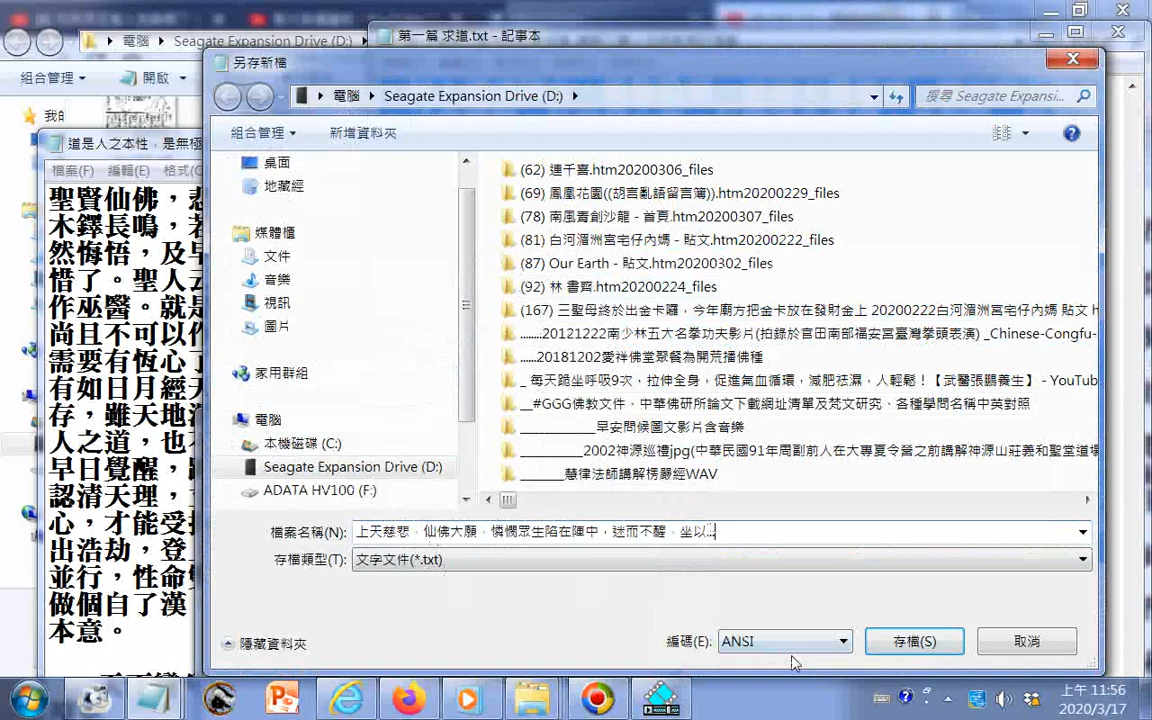 電腦 ▸ Seagate Expansion Drive (D:) ▸
第一篇 求道.txt - 記事本
組合管理
開啟
我的
道是人之本性，是無極
檔案(F) 編輯(E) 格式(
聖賢仙佛，悲
木鐸長鳴，若
然悔悟，及早
惜了。聖人云
作巫醫。就是
尚且不可以作
需要有恆心了
有如日月經天
存，雖天地
人之道，也不
早日覺醒，
認清天理，
心，才能受
出浩劫，登
並行，性命雙
做個自了漢
本意。
另存新檔
電腦 ▸ Seagate Expansion Drive (D:) ▸
搜尋 Seagate Expansi...
組合管理
新增資料夾
桌面
地藏經
媒體櫃
文件
音樂
視訊
圖片
家用群組
電腦
本機磁碟 (C:)
Seagate Expansion Drive (D:)
ADATA HV100 (F:)
(62) 運千喜.htm20200306_files
(69) 鳳凰花園((胡言亂語留言簿)).htm20200229_files
(78) 南風青創沙龍 - 首頁.htm20200307_files
(81) 白河湄洲宮宅仔內媽 - 貼文.htm20200222_files
(87) Our Earth - 貼文.htm20200302_files
(92) 林 書齊.htm20200224_files
(167) 三聖母終於出金卡囉，今年廟方把金卡放在發財金上 20200222白河湄洲宮宅仔內媽 貼文 h
........20121222南少林五大名拳功夫影片(拍錄於官田南部福安宮臺灣拳頭表演) _Chinese-Congfu-
......20181202愛祥佛堂聚餐為開荒播佛種
_ 每天跪坐呼吸9次，拉伸全身，促進氣血循環，減肥祛濕，人輕鬆！【武醫張鵬養生】 - YouTub
__#GGG佛教文件、中華佛研所論文下載網址清單及梵文研究、各種學問名稱中英對照
____________早安問候圖文影片含音樂
__________2002神源巡禮jpg(中華民國91年周副前人在大專夏令營之前講解神源山莊義和聖堂道場
_______慧律法師講解楞嚴經WAV
檔案名稱(N): 上天慈悲，仙佛大願，憐憫眾生陷在陣中，迷而不醒，坐以...
存檔類型(T): 文字文件(*.txt)
隱藏資料夾
編碼(E): ANSI
存檔(S)
取消
上午 11:56
2020/3/17